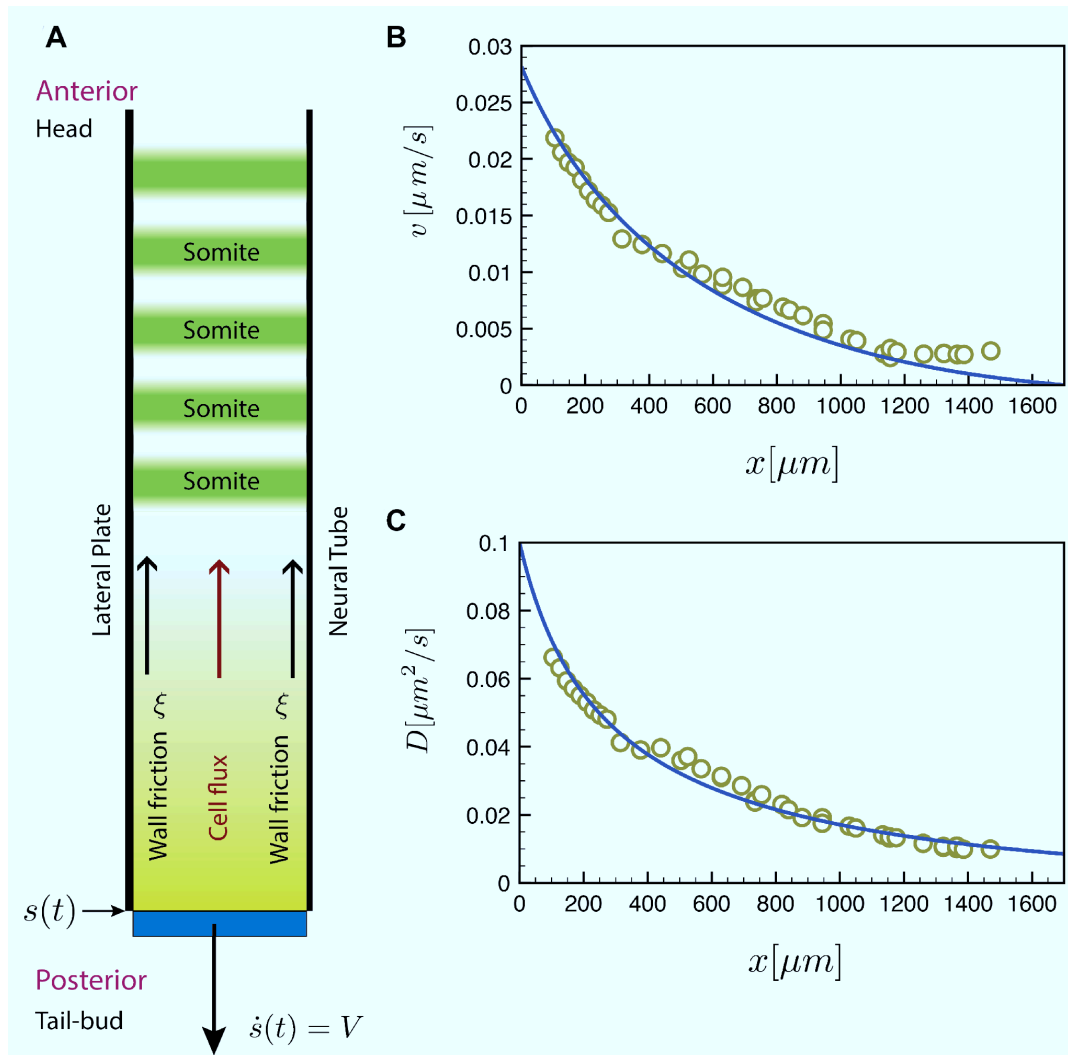 A
Anterior
Head
Somite
Somite
Somite
Somite
Lateral Plate
Neural Tube
Wall friction ξ
Cell flux
Wall friction ξ
s(t)
Posterior
Tail-bud
ṡ(t) = V
B
0.03
0.025
0.02
0.015
0.01
0.005
0
v [μm/s]
0 200 400 600 800 1000 1200 1400 1600
x[μm]
C
0.1
0.08
0.06
0.04
0.02
0
D[μm²/s]
0 200 400 600 800 1000 1200 1400 1600
x[μm]